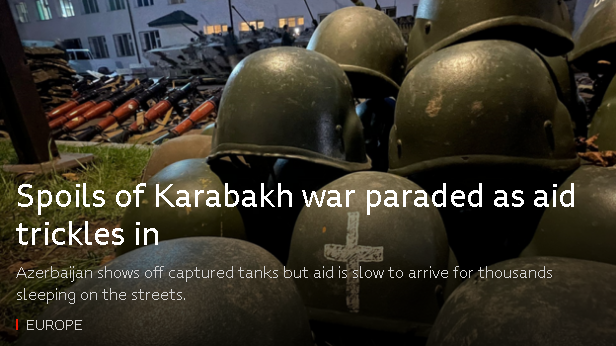 Spoils of Karabakh war paraded as aid
trickles in
Azerbaijan shows off captured tanks but aid is slow to arrive for thousands
sleeping on the streets.
EUROPE